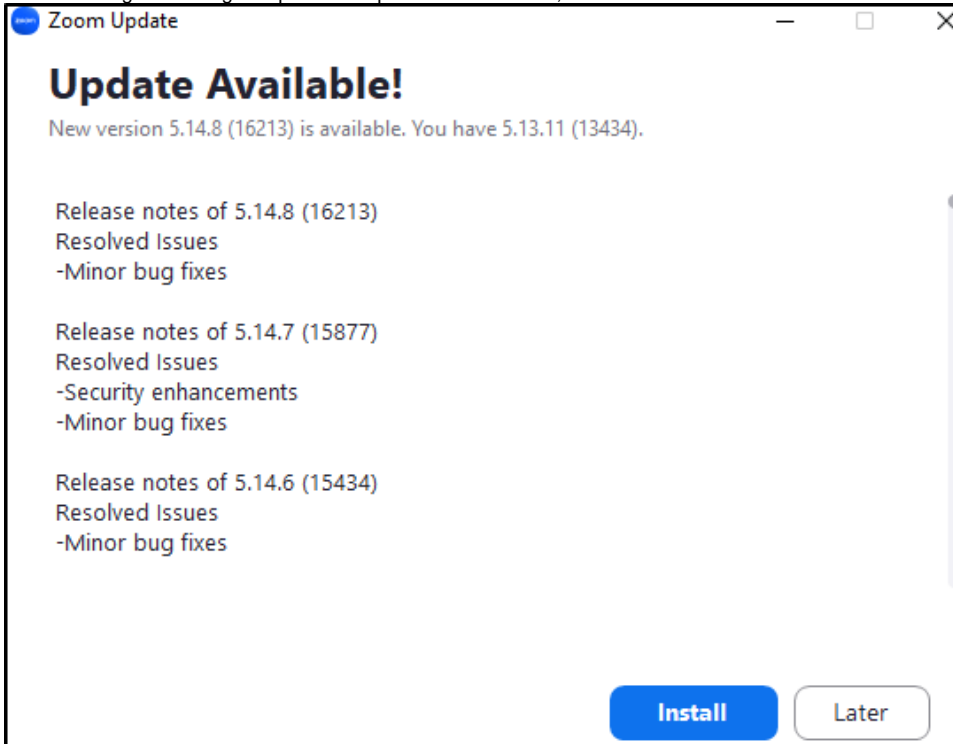 zoom Zoom Update
Update Available!
New version 5.14.8 (16213) is available. You have 5.13.11 (13434).
Release notes of 5.14.8 (16213)
Resolved Issues
-Minor bug fixes
Release notes of 5.14.7 (15877)
Resolved Issues
-Security enhancements
-Minor bug fixes
Release notes of 5.14.6 (15434)
Resolved Issues
-Minor bug fixes
Install Later